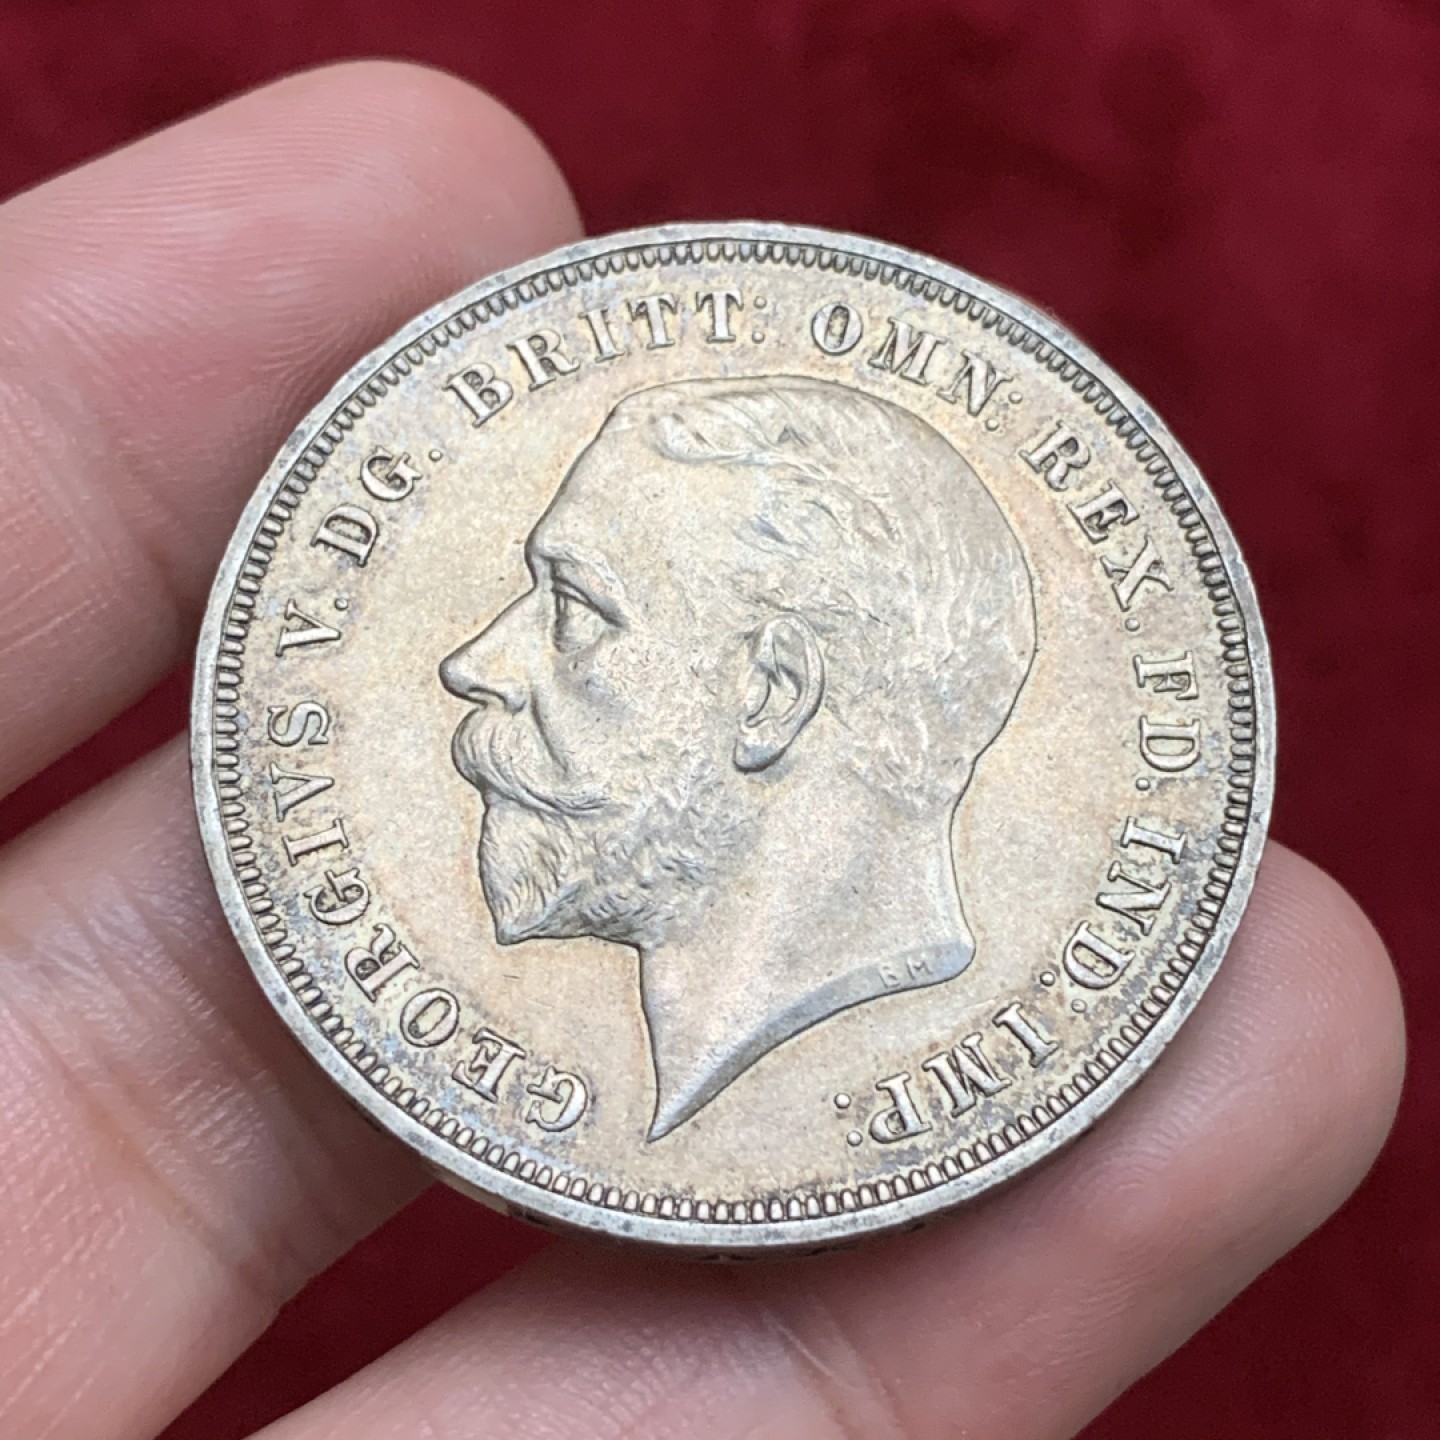 GEORGIVS V. DG. BRITT: OMN: REX. FD. IND: IMP:
BM